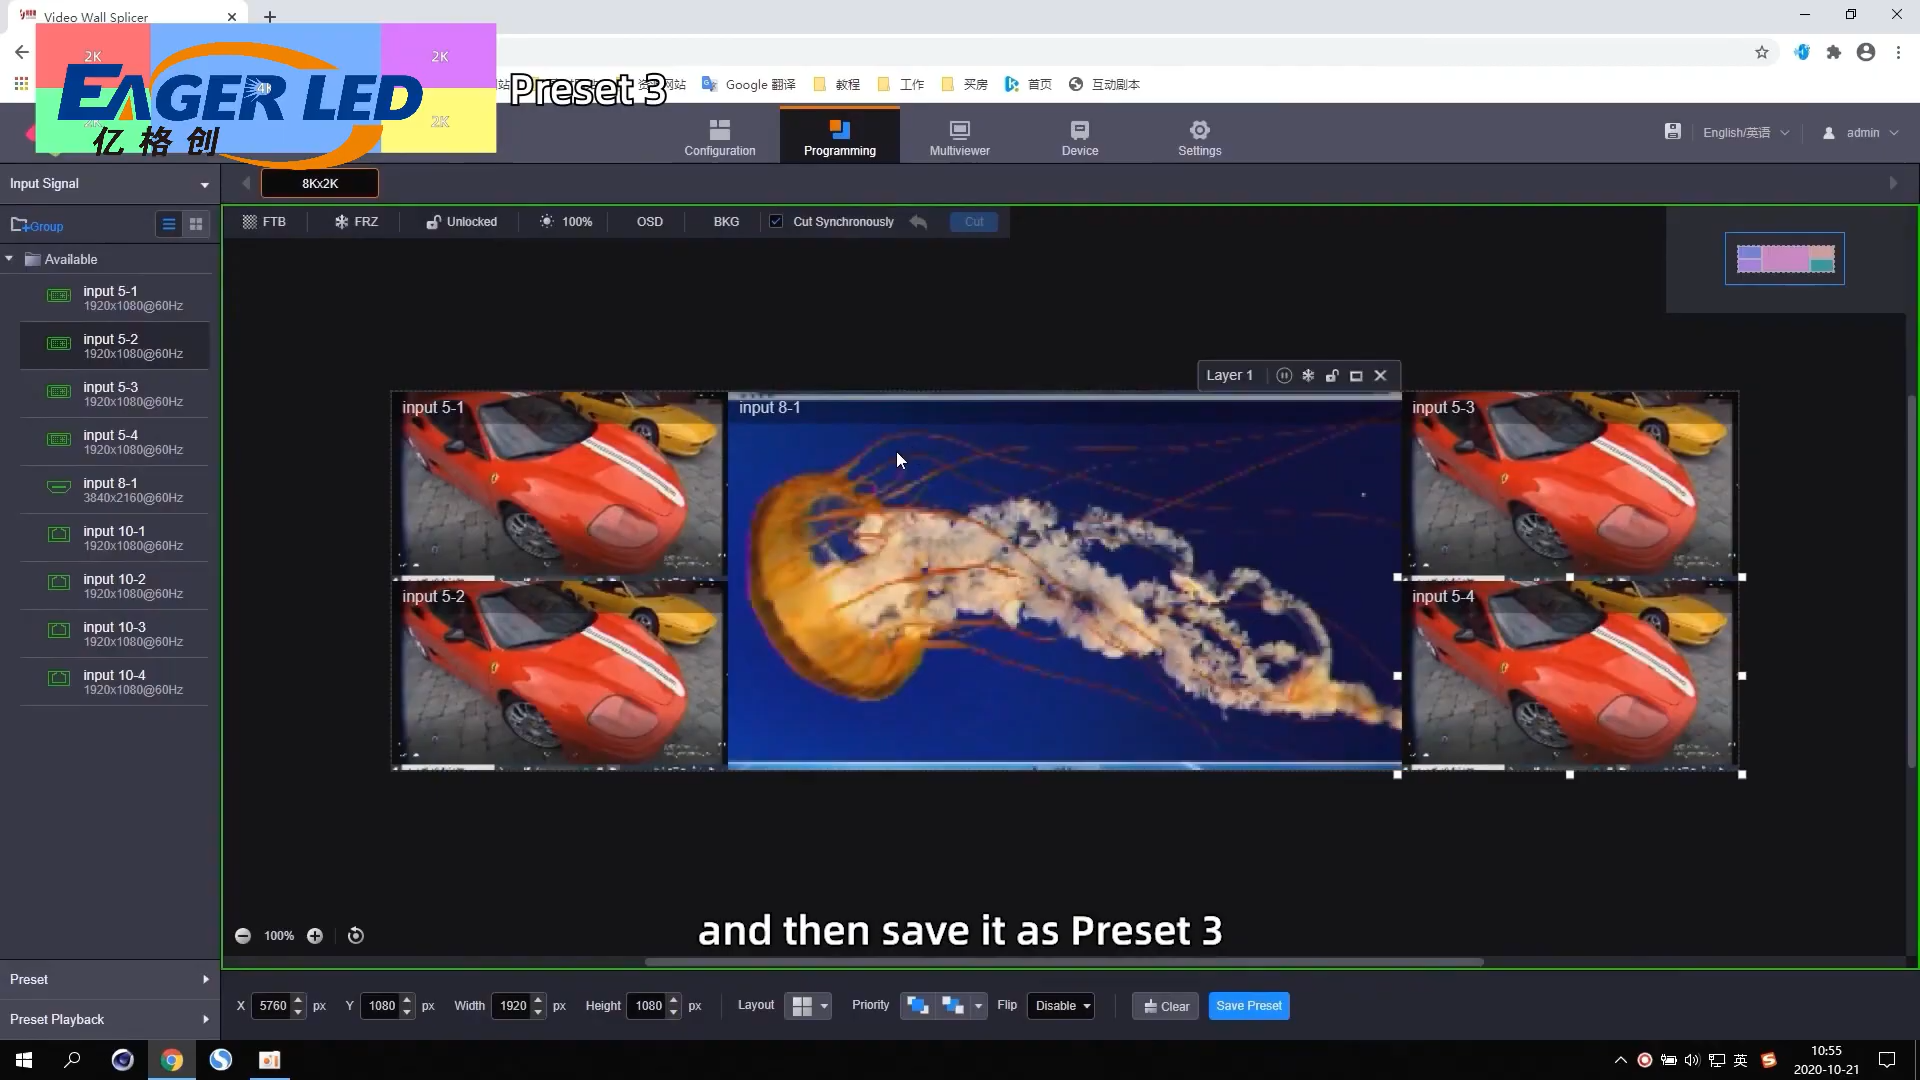 Video Wall Splicer
2K
2K
4K
2K
2K
EAGER LED
亿格创
Preset 3
Google 翻译
教程
工作
买房
首页
互动剧本
Configuration
Programming
Multiviewer
Device
Settings
English/英语
admin
Input Signal
8Kx2K
Group
FTB
FRZ
Unlocked
100%
OSD
BKG
Cut Synchronously
Cut
Available
input 5-1
1920x1080@60Hz
input 5-2
1920x1080@60Hz
input 5-3
1920x1080@60Hz
input 5-4
1920x1080@60Hz
input 8-1
3840x2160@60Hz
input 10-1
1920x1080@60Hz
input 10-2
1920x1080@60Hz
input 10-3
1920x1080@60Hz
input 10-4
1920x1080@60Hz
Layer 1
input 5-1
input 8-1
input 5-3
input 5-2
input 5-4
100%
and then save it as Preset 3
Preset
Preset Playback
X 5760 px Y 1080 px Width 1920 px Height 1080 px Layout Priority Flip Disable Clear Save Preset
英
10:55
2020-10-21